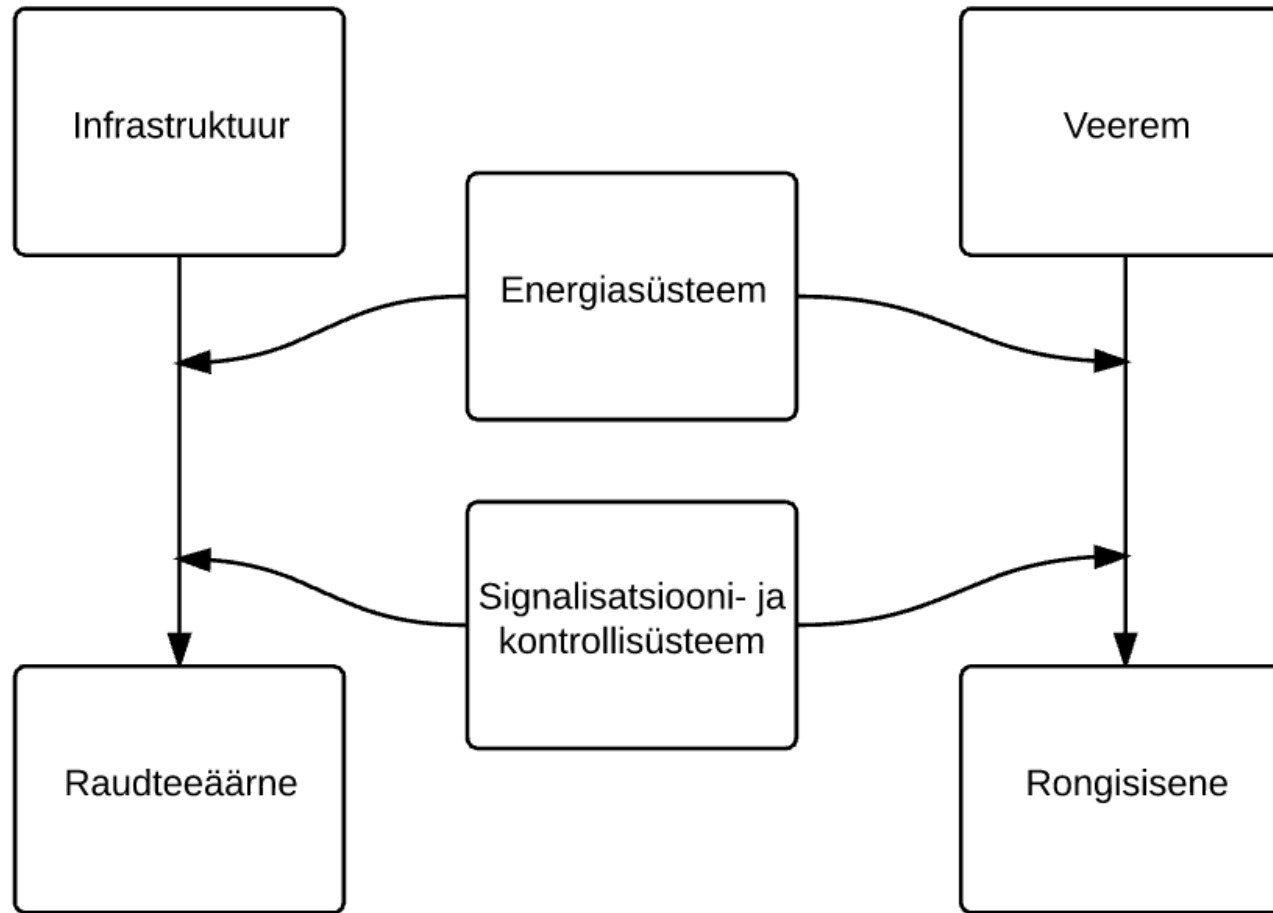 Infrastruktuur
Veerem
Energiasüsteem
Signalisatsiooni- ja
kontrollisüsteem
Raudteeäärne
Rongisisene